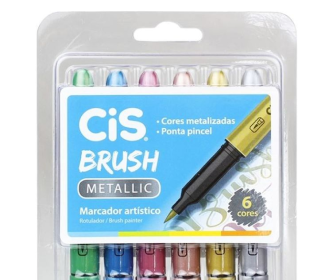 CiS
BRUSH
METALLIC
Marcador artístico
Rotulador / Brush painter
• Cores metalizadas
• Ponta pincel
6
cores